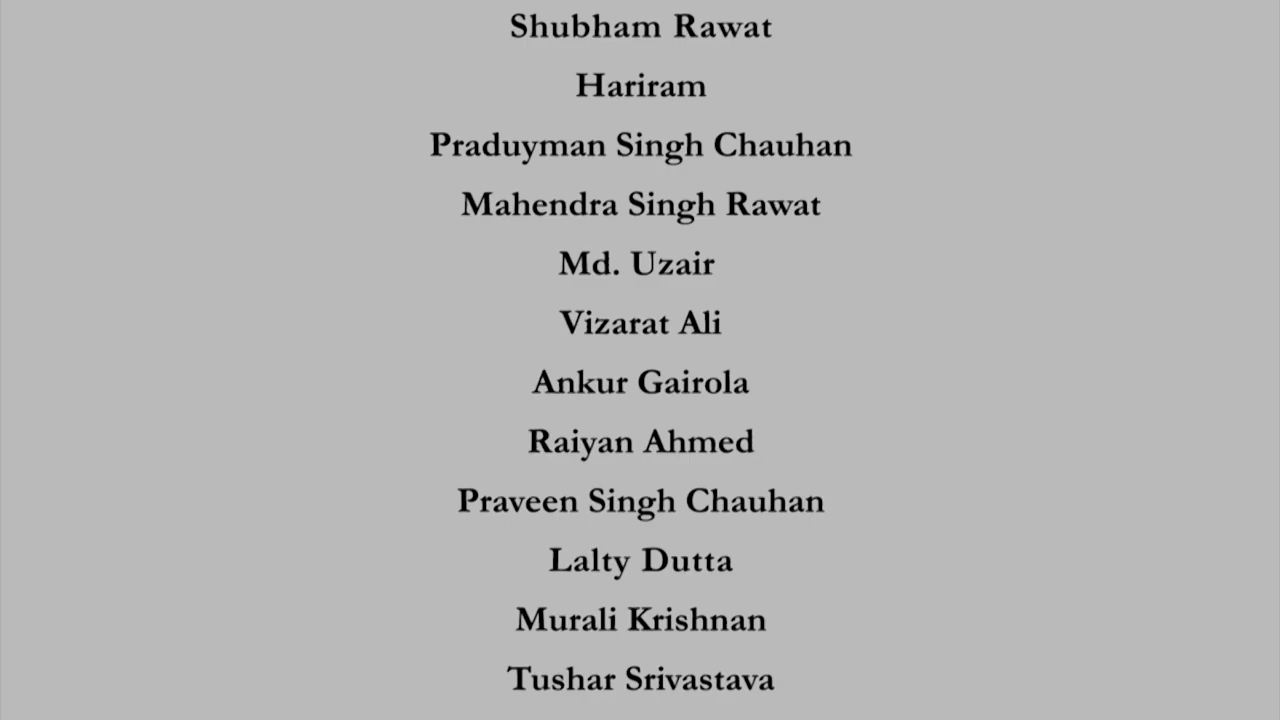 Shubham Rawat
Hariram
Praduyman Singh Chauhan
Mahendra Singh Rawat
Md. Uzair
Vizarat Ali
Ankur Gairola
Raiyan Ahmed
Praveen Singh Chauhan
Lalty Dutta
Murali Krishnan
Tushar Srivastava